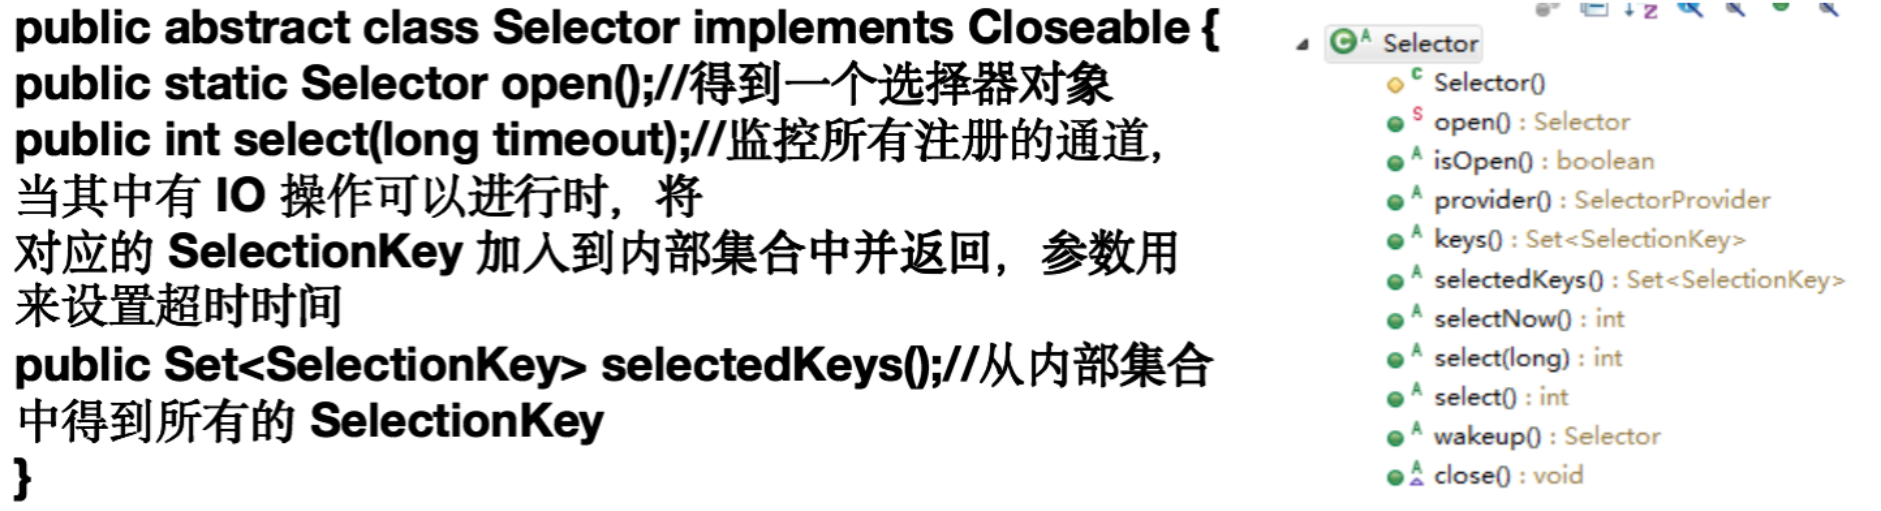 public abstract class Selector implements Closeable {
public static Selector open();//得到一个选择器对象
public int select(long timeout);//监控所有注册的通道,
当其中有 IO 操作可以进行时，将
对应的 SelectionKey 加入到内部集合中并返回，参数用
来设置超时时间
public Set<SelectionKey> selectedKeys();//从内部集合
中得到所有的 SelectionKey
}
Selector
Selector()
open() : Selector
isOpen() : boolean
provider() : SelectorProvider
keys() : Set<SelectionKey>
selectedKeys() : Set<SelectionKey>
selectNow() : int
select(long) : int
select() : int
wakeup() : Selector
close() : void